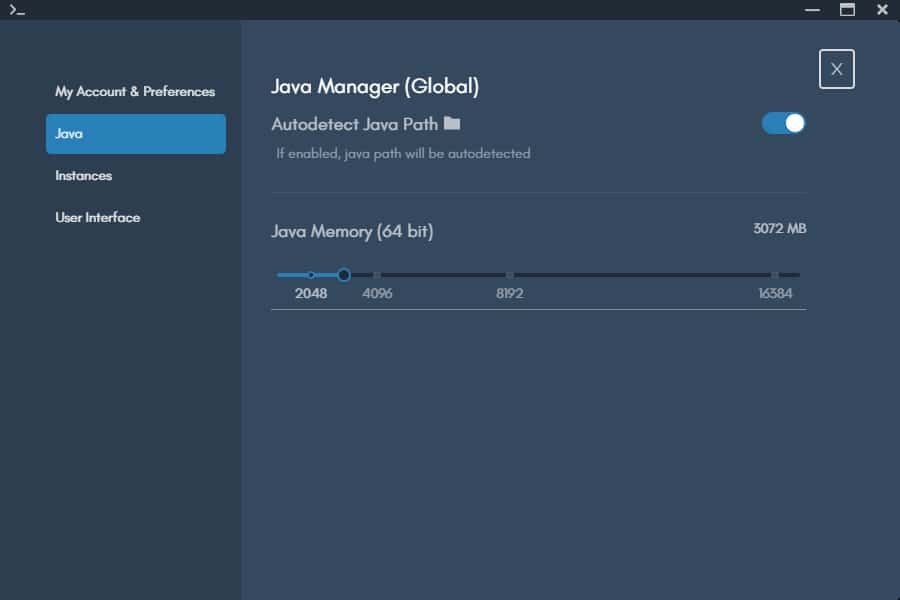 My Account & Preferences
Java
Instances
User Interface
X
Java Manager (Global)
Autodetect Java Path
If enabled, java path will be autodetected
Java Memory (64 bit)
3072 MB
2048 4096 8192 16384